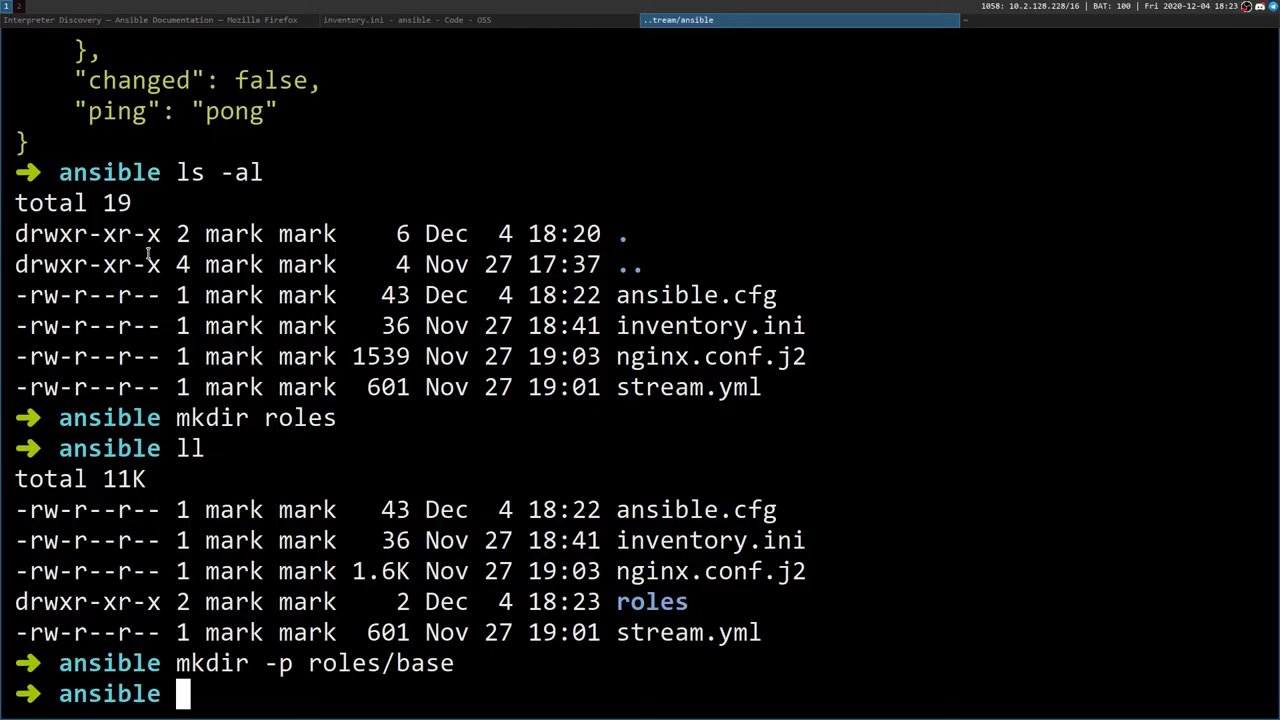 1 2
1058: 10.2.128.228/16 | BAT: 100 | Fri 2020-12-04 18:23
Interpreter Discovery — Ansible Documentation — Mozilla Firefox
inventory.ini - ansible - Code - OSS
..tream/ansible
},
"changed": false,
"ping": "pong"
}
➜ ansible ls -al
total 19
drwxr-xr-x 2 mark mark    6 Dec  4 18:20 .
drwxr-xr-x 4 mark mark    4 Nov 27 17:37 ..
-rw-r--r-- 1 mark mark   43 Dec  4 18:22 ansible.cfg
-rw-r--r-- 1 mark mark   36 Nov 27 18:41 inventory.ini
-rw-r--r-- 1 mark mark 1539 Nov 27 19:03 nginx.conf.j2
-rw-r--r-- 1 mark mark  601 Nov 27 19:01 stream.yml
➜ ansible mkdir roles
➜ ansible ll
total 11K
-rw-r--r-- 1 mark mark   43 Dec  4 18:22 ansible.cfg
-rw-r--r-- 1 mark mark   36 Nov 27 18:41 inventory.ini
-rw-r--r-- 1 mark mark 1.6K Nov 27 19:03 nginx.conf.j2
drwxr-xr-x 2 mark mark    2 Dec  4 18:23 roles
-rw-r--r-- 1 mark mark  601 Nov 27 19:01 stream.yml
➜ ansible mkdir -p roles/base
➜ ansible